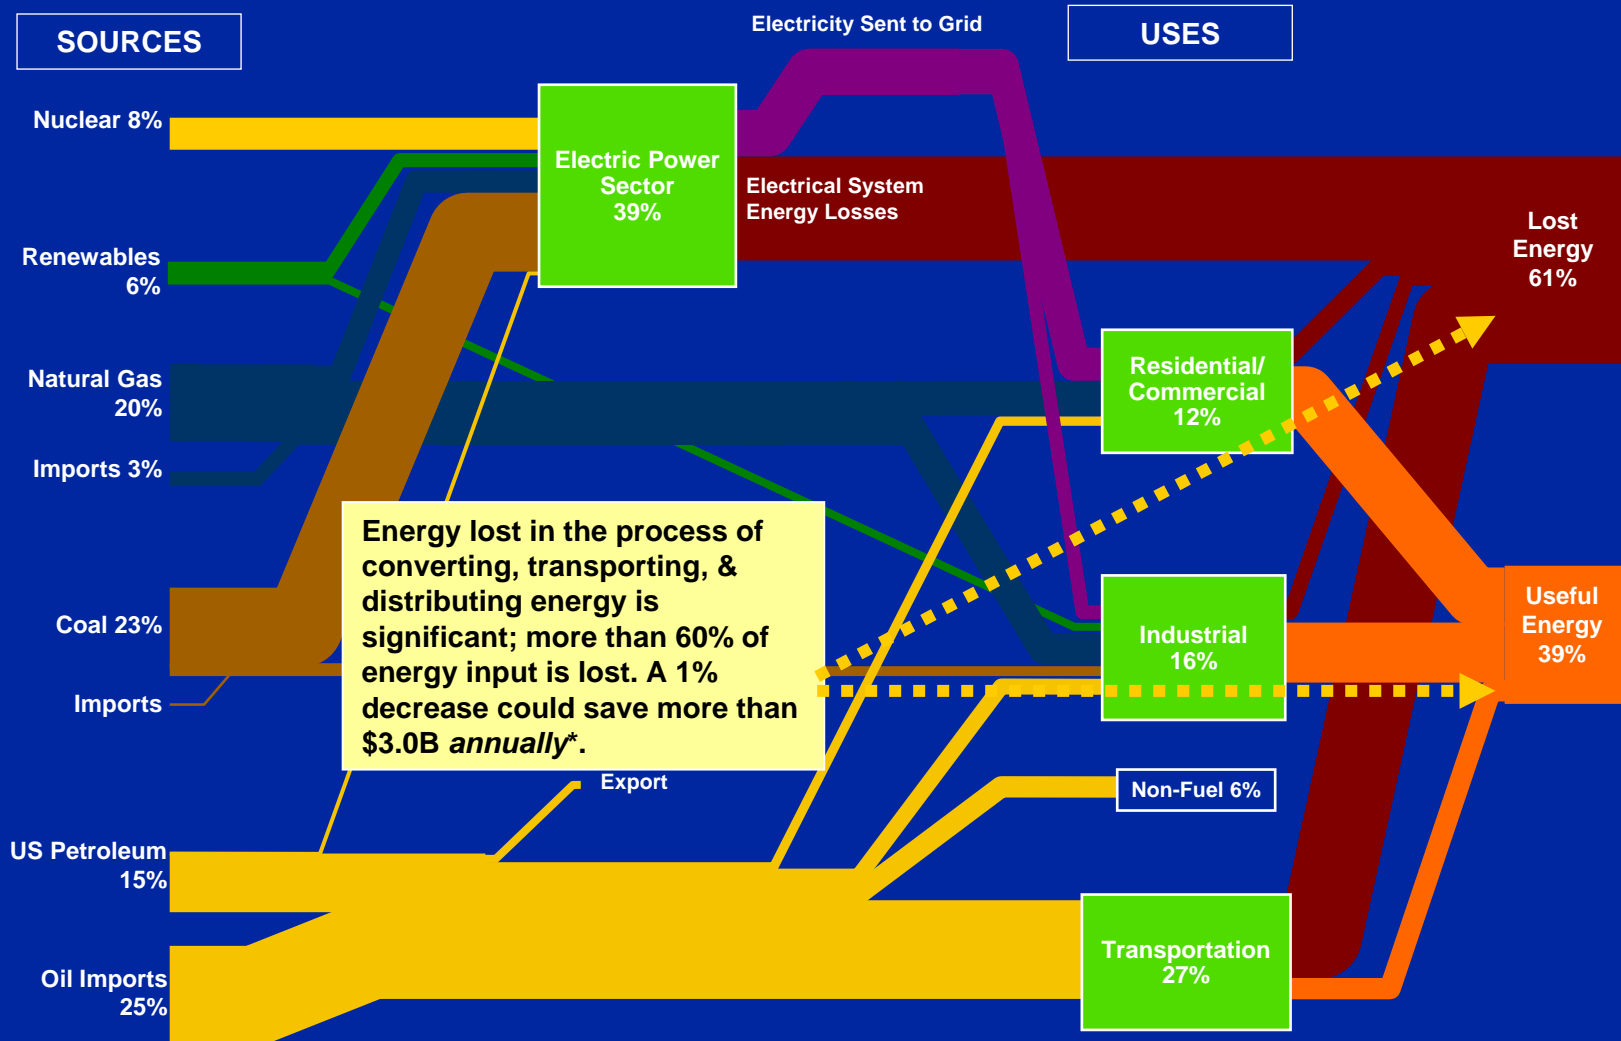 SOURCES
Electricity Sent to Grid
USES
Nuclear 8%
Electric Power
Sector
39%
Electrical System
Energy Losses
Lost
Energy
61%
Renewables
6%
Natural Gas
20%
Residential/
Commercial
12%
Imports 3%
Energy lost in the process of
converting, transporting, &
distributing energy is
significant; more than 60% of
energy input is lost. A 1%
decrease could save more than
$3.0B annually*.
Coal 23%
Industrial
16%
Useful
Energy
39%
Imports
Export
Non-Fuel 6%
US Petroleum
15%
Oil Imports
25%
Transportation
27%